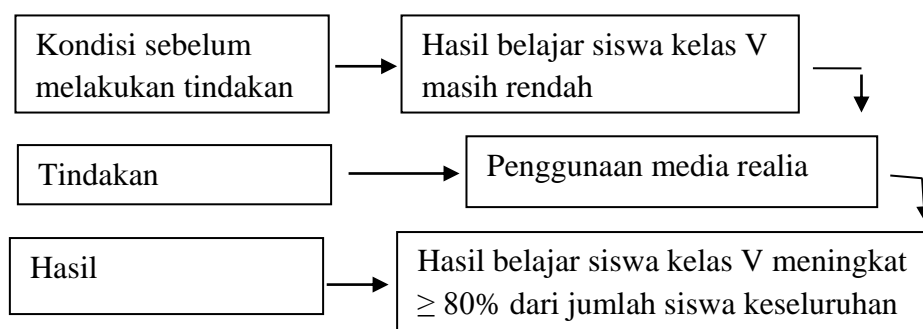 Kondisi sebelum
melakukan tindakan
Hasil belajar siswa kelas V
masih rendah
Tindakan
Penggunaan media realia
Hasil
Hasil belajar siswa kelas V meningkat
≥ 80% dari jumlah siswa keseluruhan